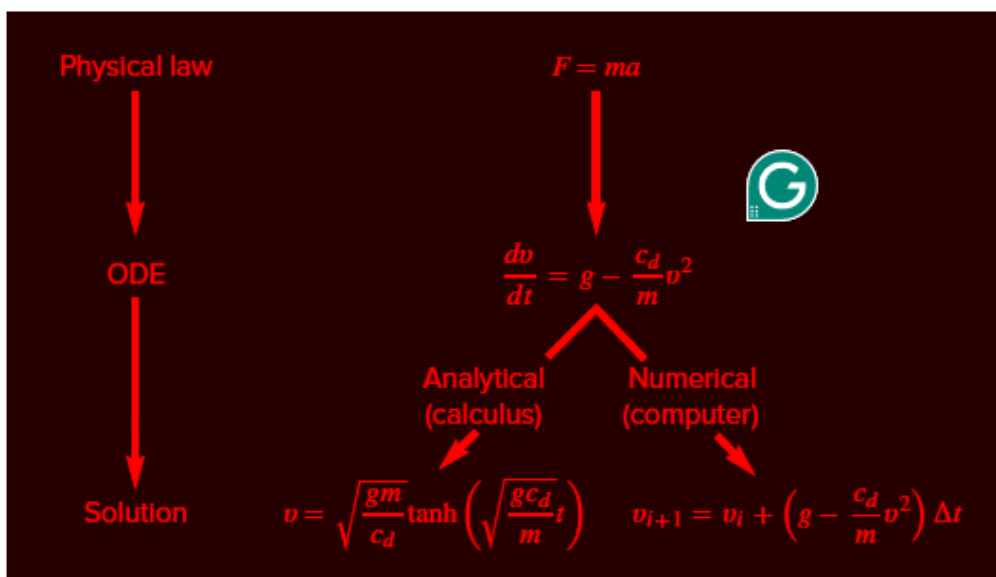 Physical law
F = ma
ODE
dv/dt = g − c_d/m v²
Analytical
(calculus)
Numerical
(computer)
Solution
v = √(gm/c_d) tanh(√(gc_d/m) t)
v_{i+1} = v_i + (g − c_d/m v²) Δt
G